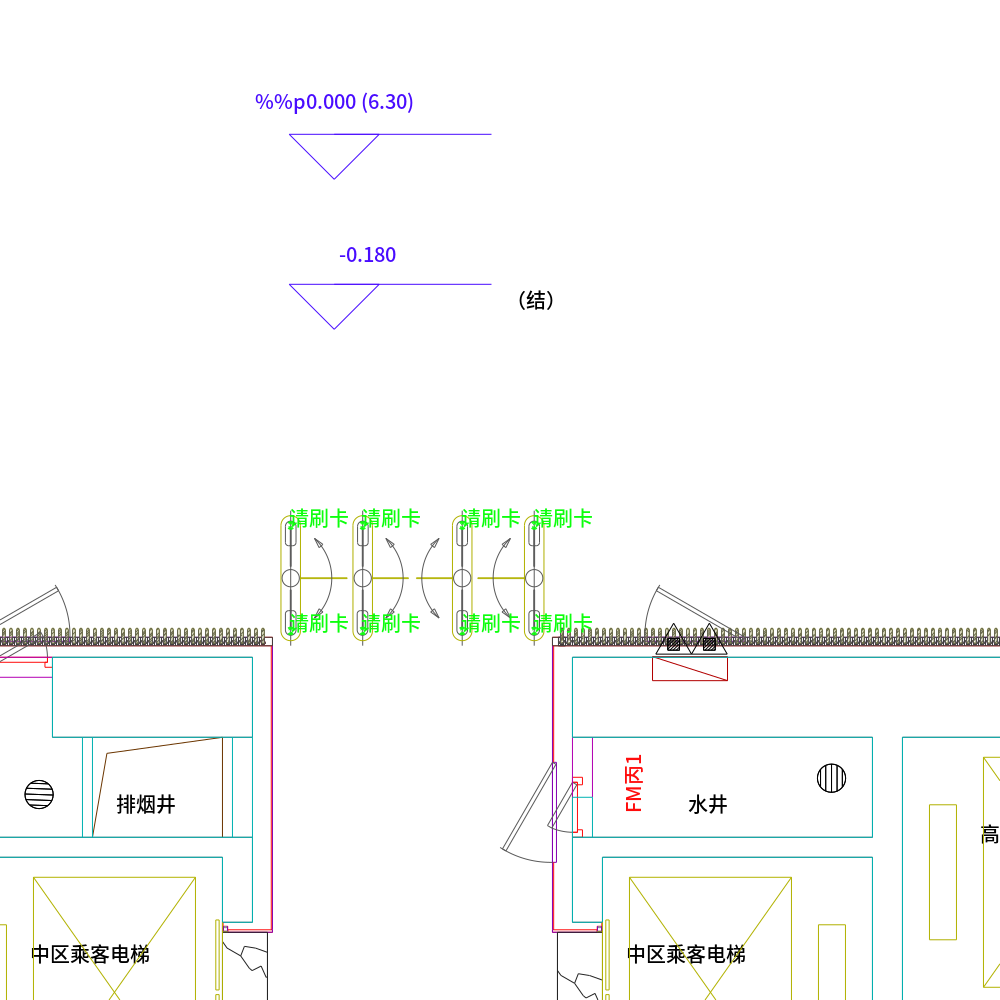 %%p0.000 (6.30)
-0.180
（结）
请刷卡 请刷卡 请刷卡 请刷卡
请刷卡 请刷卡 请刷卡 请刷卡
FM丙1
排烟井
水井
高
中区乘客电梯
中区乘客电梯